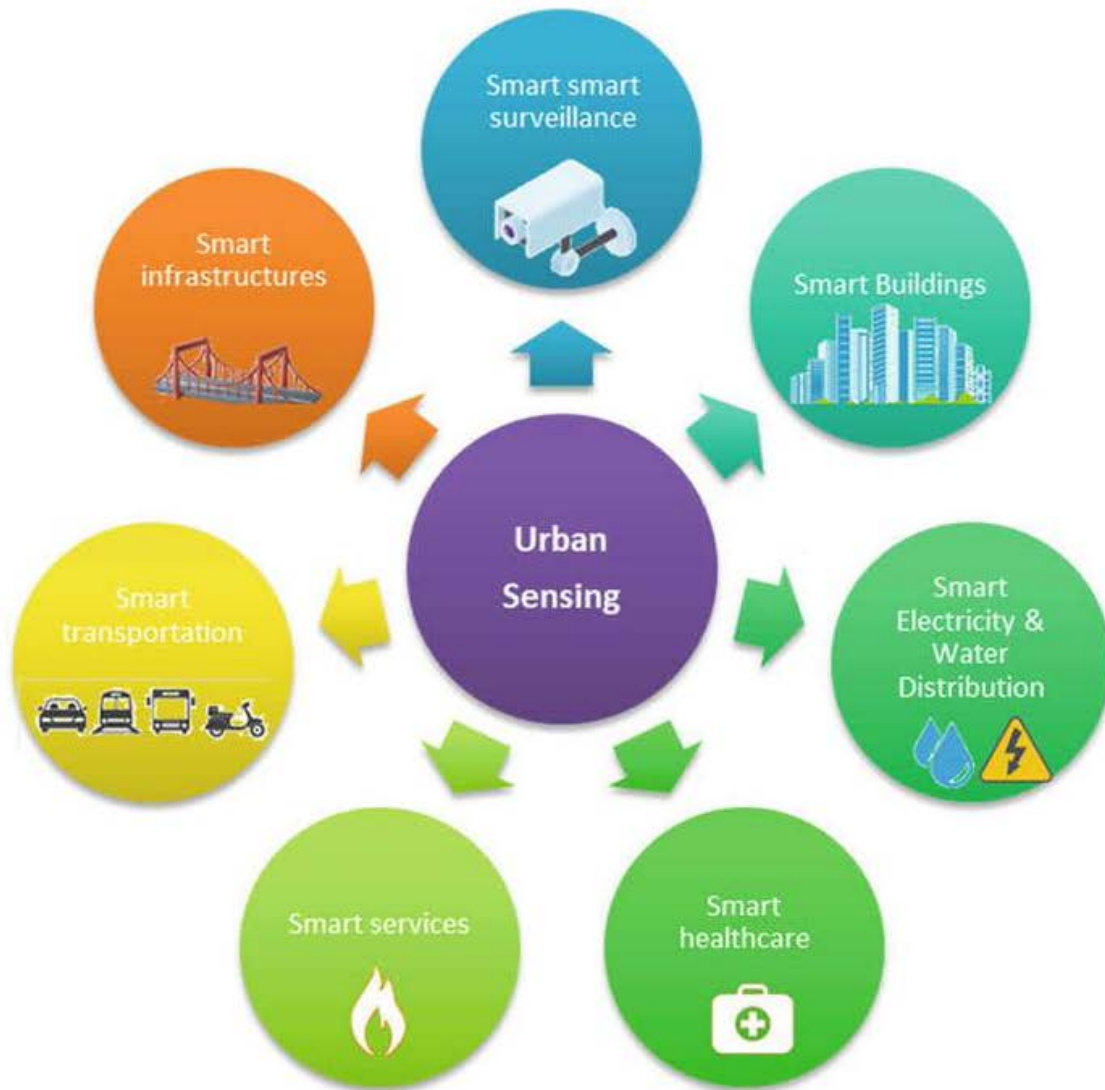 Smart smart
surveillance
Smart
infrastructures
Smart Buildings
Urban
Sensing
Smart
transportation
Smart
Electricity &
Water
Distribution
Smart services
Smart
healthcare